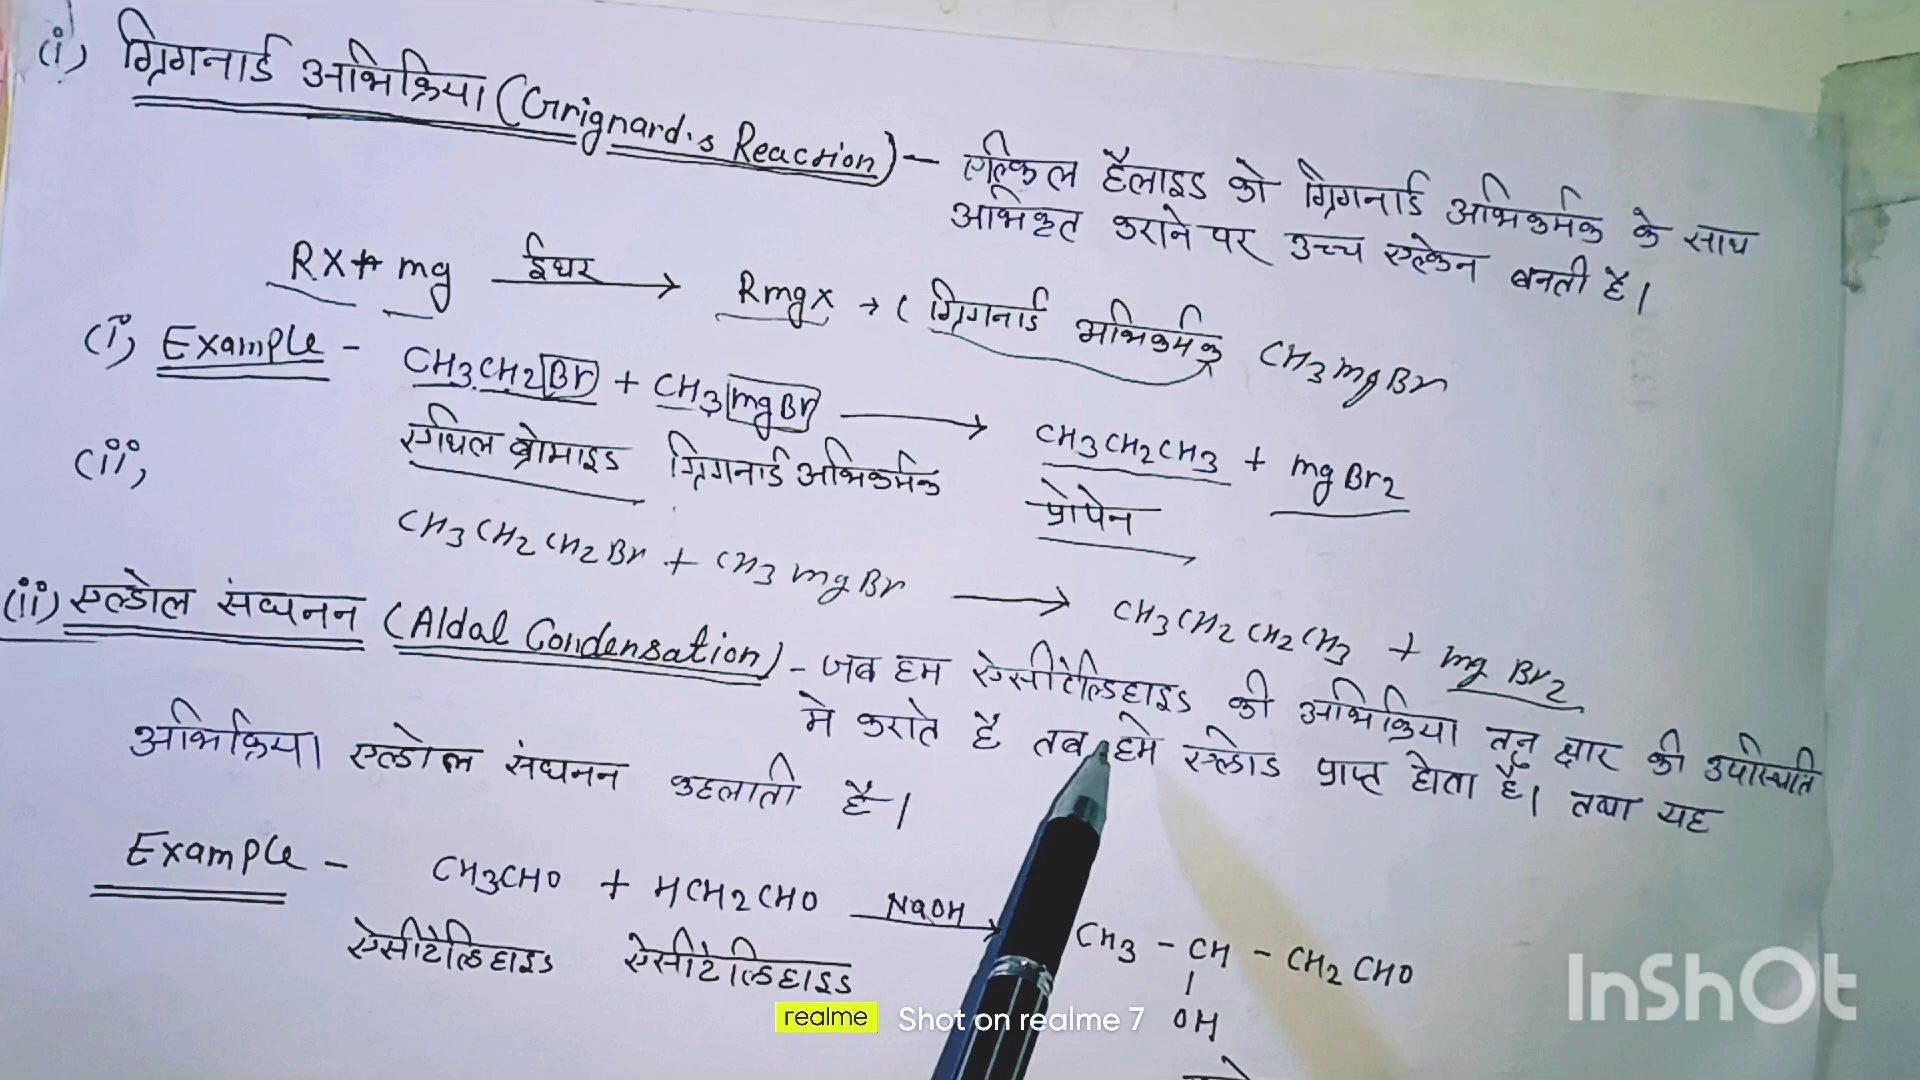 (i) ग्रिगनार्ड अभिक्रिया (Grignard's Reaction) - एल्किल हैलाइड को ग्रिगनार्ड अभिकर्मक के साथ
अभिकृत कराने पर उच्च एल्केन बनती है।
RX + mg ईथर → Rmgx → (ग्रिगनार्ड अभिकर्मक CH3mgBr
(i) Example - CH3CH2Br + CH3mgBr → CH3CH2CH3 + mgBr2
एथिल ब्रोमाइड ग्रिगनार्ड अभिकर्मक प्रोपेन
(ii) CH3CH2CH2Br + CH3mgBr → CH3CH2CH2CH3 + mgBr2
(ii) एल्डोल संघनन (Aldal Condensation) - जब हम ऐसीटैल्डिहाइड की अभिक्रिया तनु क्षार की उपस्थिति
मे कराते है तब हमे प्राप्त होता है। तथा यह
अभिक्रिया एल्डोल संघनन कहलाती है।
Example - CH3CHO + HCH2CHO NaOH → CH3 - CH - CH2CHO
OH
ऐसीटैल्डिहाइड ऐसीटैल्डिहाइड
realme Shot on realme 7
InShOt